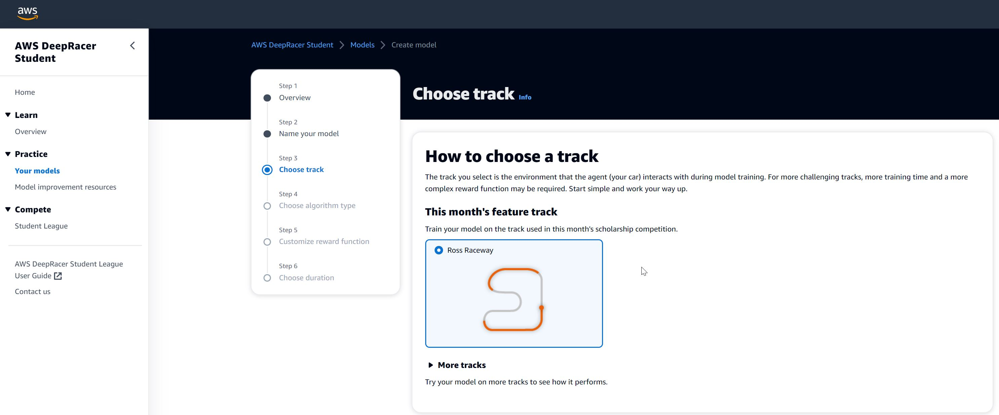 aws
AWS DeepRacer
Student
Home
Learn
Overview
Practice
Your models
Model improvement resources
Compete
Student League
AWS DeepRacer Student League
User Guide
Contact us
AWS DeepRacer Student
Models
Create model
Step 1
Overview
Step 2
Name your model
Step 3
Choose track
Step 4
Choose algorithm type
Step 5
Customize reward function
Step 6
Choose duration
Choose track Info
How to choose a track
The track you select is the environment that the agent (your car) interacts with during model training. For more challenging tracks, more training time and a more
complex reward function may be required. Start simple and work your way up.
This month's feature track
Train your model on the track used in this month's scholarship competition.
Ross Raceway
More tracks
Try your model on more tracks to see how it performs.